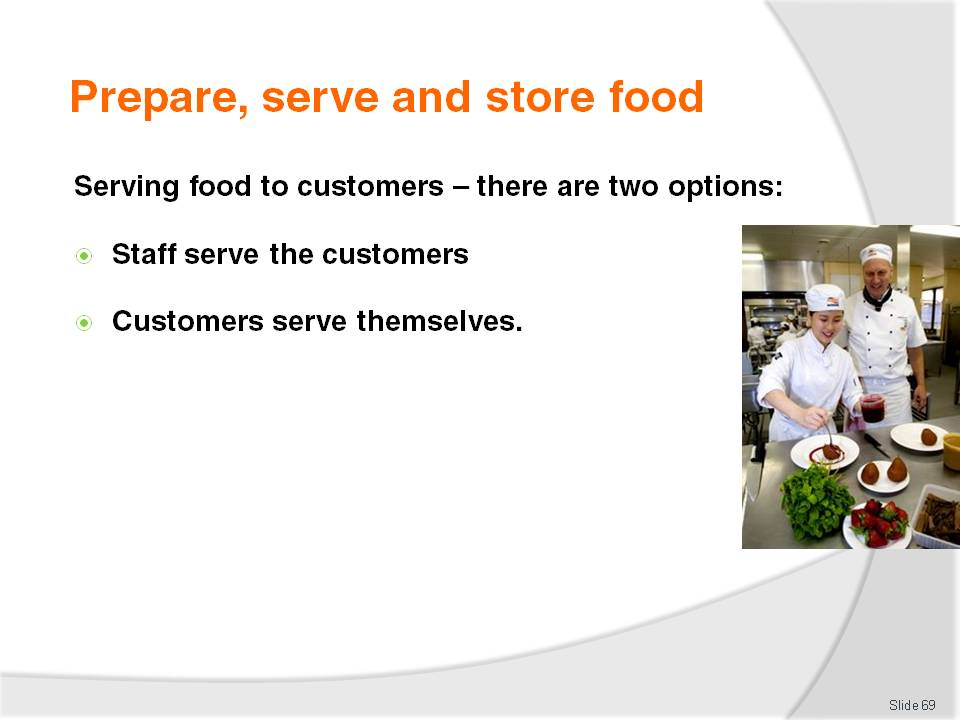 Prepare, serve and store food
Serving food to customers – there are two options:
Staff serve the customers
Customers serve themselves.
Slide 69